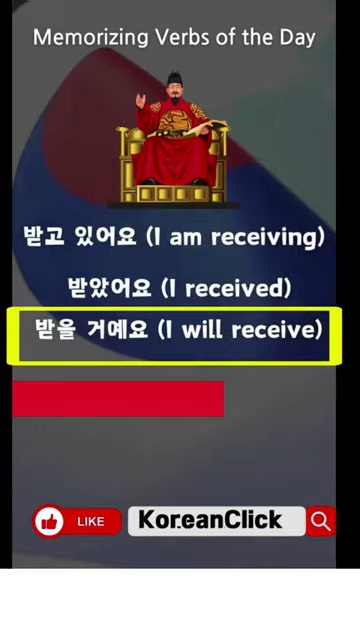 Memorizing Verbs of the Day
받고 있어요 (I am receiving)
받았어요 (I received)
받을 거예요 (I will receive)
LIKE
KoreanClick